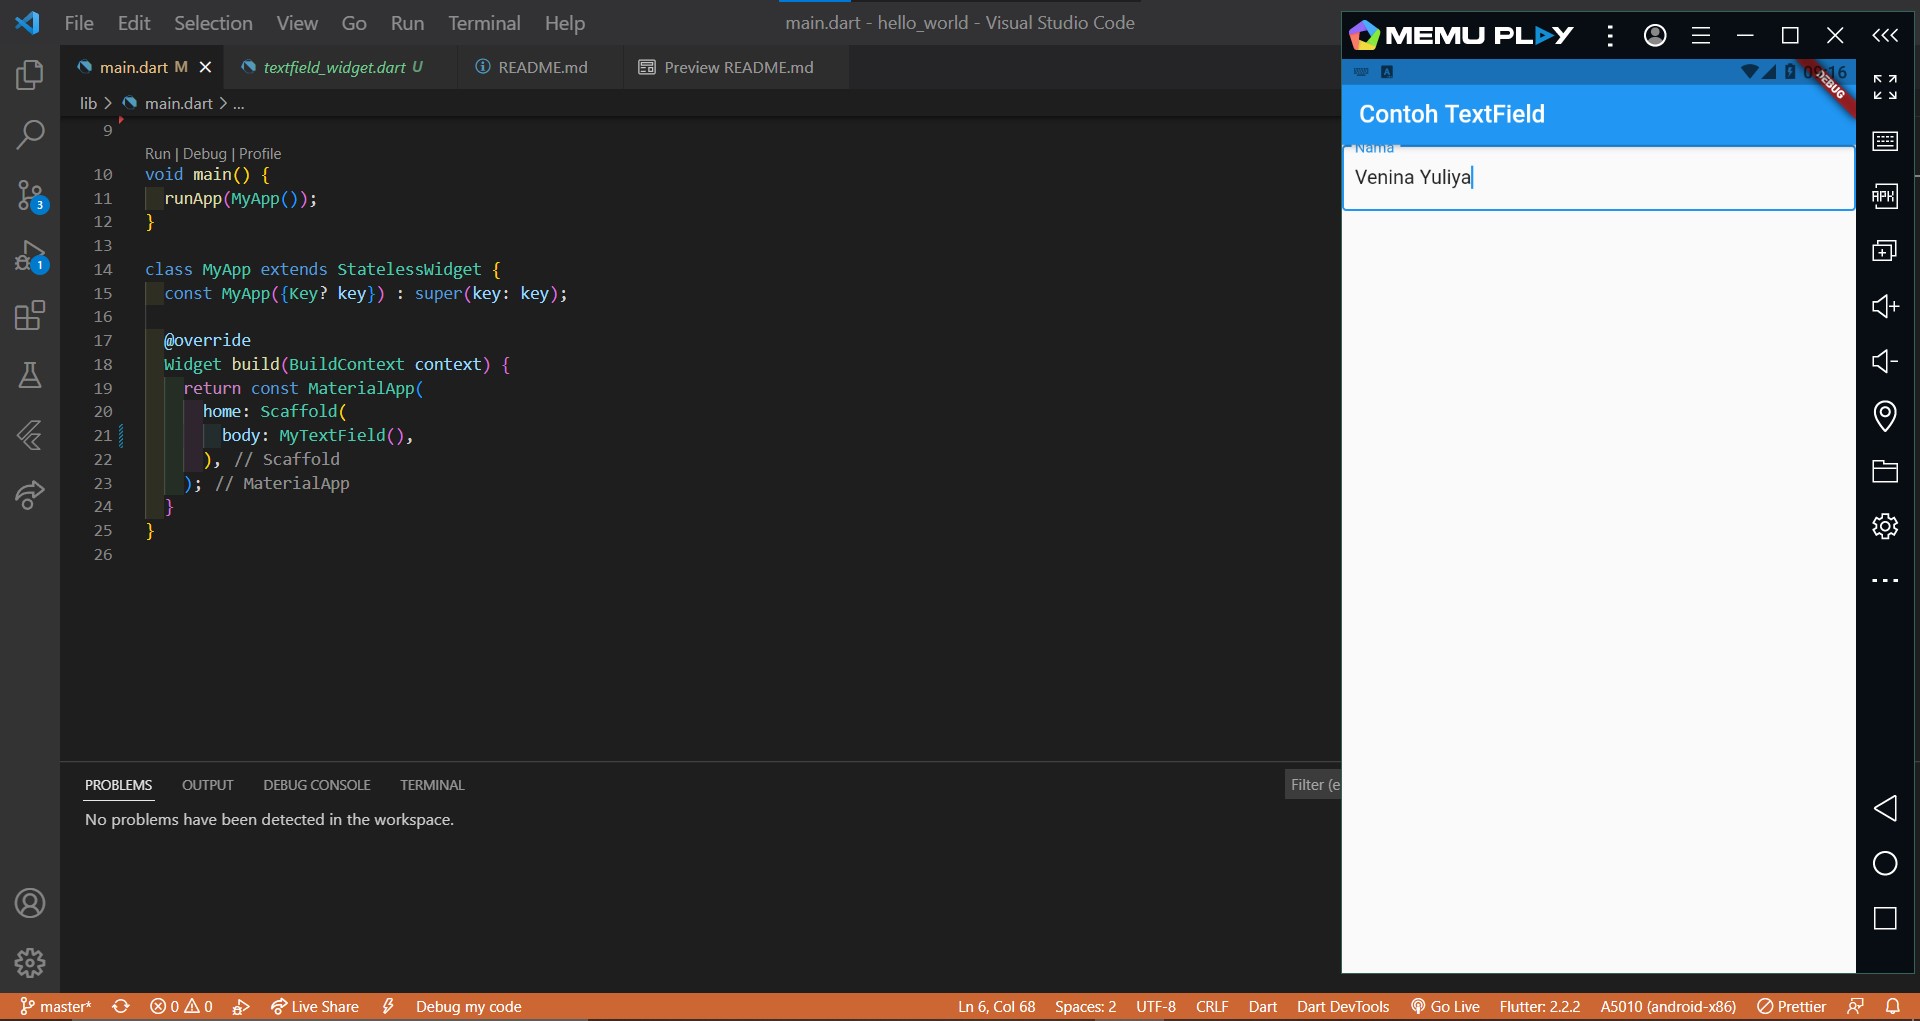 File Edit Selection View Go Run Terminal Help
main.dart - hello_world - Visual Studio Code
main.dart M
textfield_widget.dart U
README.md
Preview README.md
lib > main.dart > ...
9
Run | Debug | Profile
10 void main() {
11 runApp(MyApp());
12 }
13
14 class MyApp extends StatelessWidget {
15 const MyApp({Key? key}) : super(key: key);
16
17 @override
18 Widget build(BuildContext context) {
19 return const MaterialApp(
20 home: Scaffold(
21 body: MyTextField(),
22 ), // Scaffold
23 ); // MaterialApp
24 }
25 }
26
PROBLEMS OUTPUT DEBUG CONSOLE TERMINAL
Filter (e
No problems have been detected in the workspace.
3
1
MEMU PLAY
A
DEBUG
Contoh TextField
Nama
Venina Yuliya
APK
master* 0 0 Live Share Debug my code
Ln 6, Col 68 Spaces: 2 UTF-8 CRLF Dart Dart DevTools Go Live Flutter: 2.2.2 A5010 (android-x86) Prettier